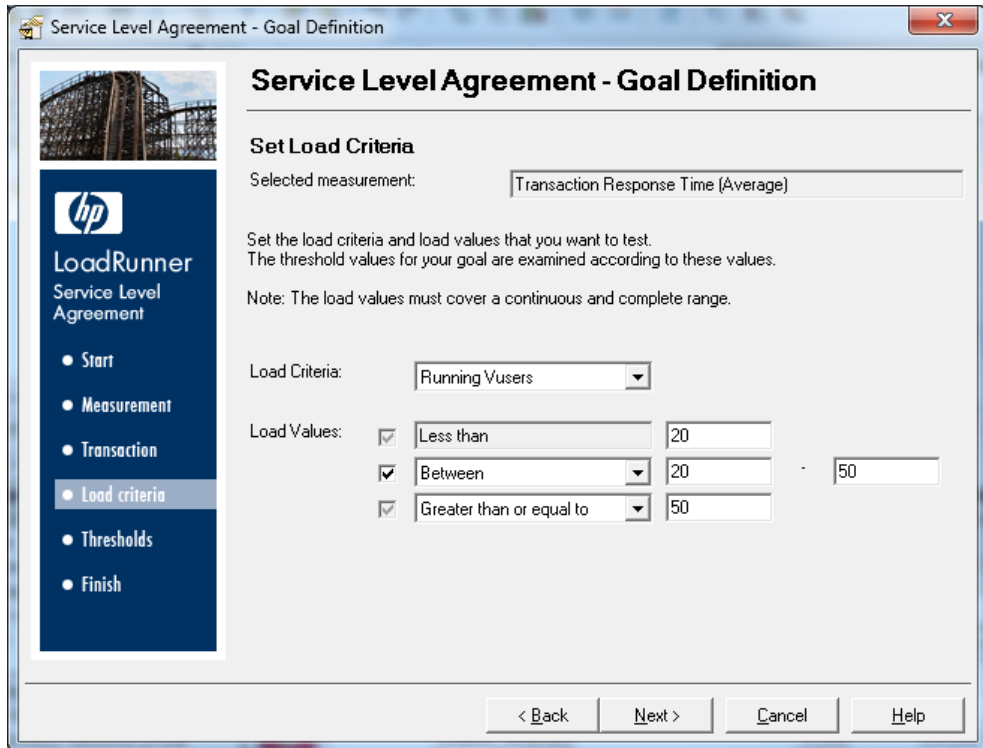 Service Level Agreement - Goal Definition
Service Level Agreement - Goal Definition
hp
LoadRunner
Service Level
Agreement
Start
Measurement
Transaction
Load criteria
Thresholds
Finish
Set Load Criteria
Selected measurement: Transaction Response Time (Average)
Set the load criteria and load values that you want to test.
The threshold values for your goal are examined according to these values.
Note: The load values must cover a continuous and complete range.
Load Criteria: Running Vusers
Load Values: Less than 20
Between 20 - 50
Greater than or equal to 50
< Back Next > Cancel Help